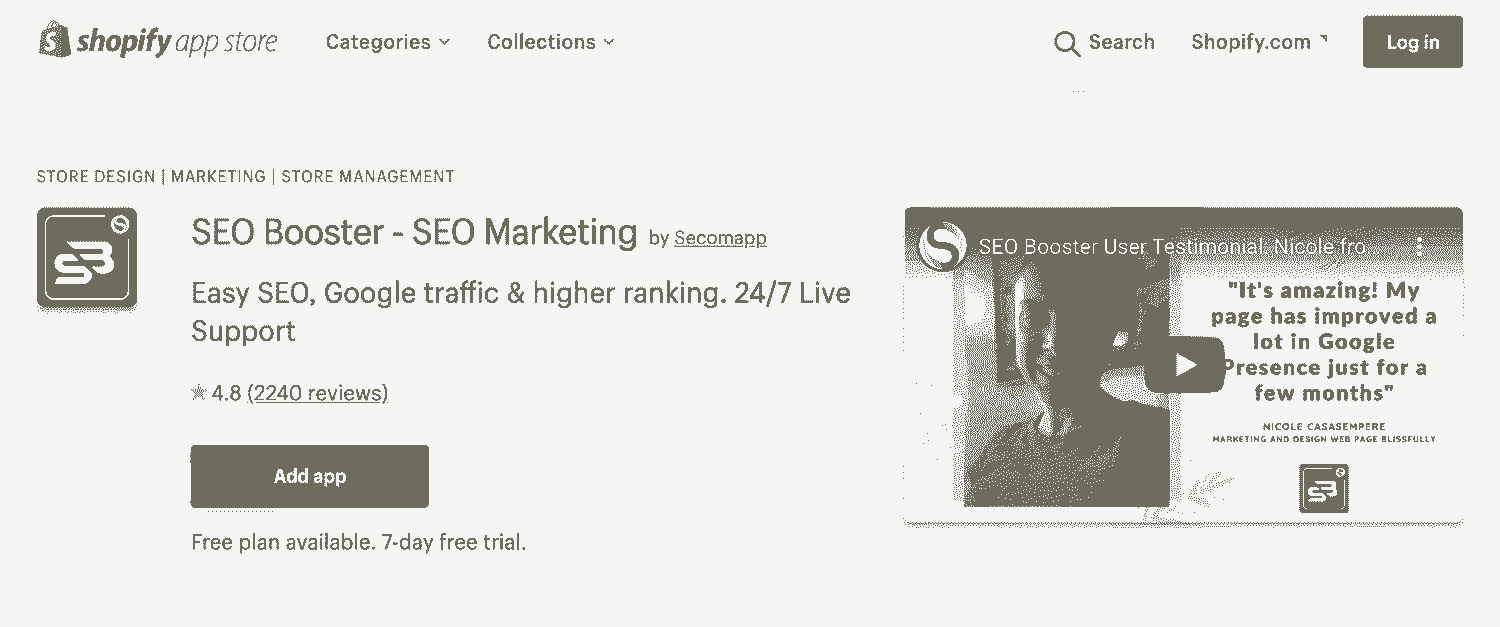 shopify app store Categories Collections Search Shopify.com Log in
STORE DESIGN | MARKETING | STORE MANAGEMENT
SEO Booster - SEO Marketing by Secomapp
Easy SEO, Google traffic & higher ranking. 24/7 Live
Support
4.8 (2240 reviews)
Add app
Free plan available. 7-day free trial.
SEO Booster User Testimonial: Nicole fro
"It's amazing! My
page has improved a
lot in Google
Presence just for a
few months"
NICOLE CASASEMPERE
MARKETING AND DESIGN WEB PAGE BLISSFULLY
SB